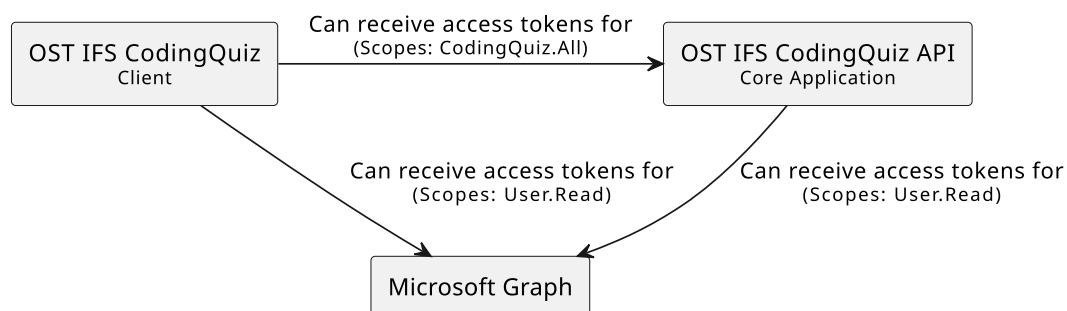 Can receive access tokens for
(Scopes: CodingQuiz.All)
OST IFS CodingQuiz
Client
OST IFS CodingQuiz API
Core Application
Can receive access tokens for
(Scopes: User.Read)
Can receive access tokens for
(Scopes: User.Read)
Microsoft Graph